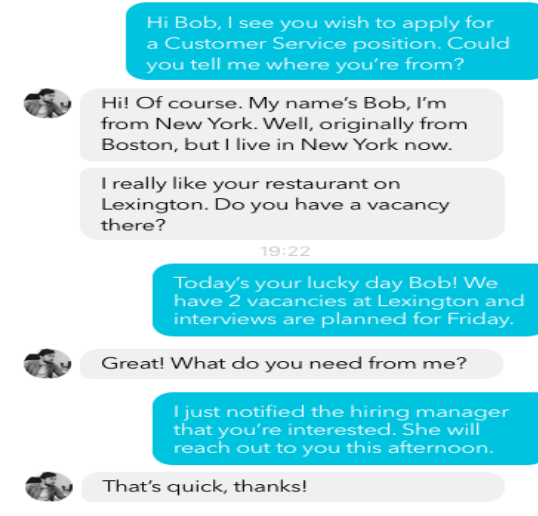 Hi Bob, I see you wish to apply for
a Customer Service position. Could
you tell me where you're from?
Hi! Of course. My name's Bob, I'm
from New York. Well, originally from
Boston, but I live in New York now.
I really like your restaurant on
Lexington. Do you have a vacancy
there?
19:22
Today's your lucky day Bob! We
have 2 vacancies at Lexington and
interviews are planned for Friday.
Great! What do you need from me?
I just notified the hiring manager
that you're interested. She will
reach out to you this afternoon.
That's quick, thanks!